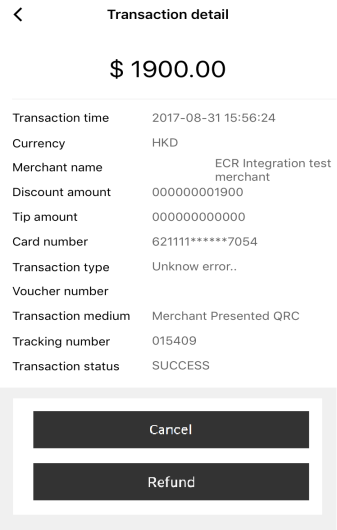 Transaction detail
$ 1900.00
Transaction time 2017-08-31 15:56:24
Currency HKD
Merchant name ECR Integration test
merchant
Discount amount 000000001900
Tip amount 000000000000
Card number 621111******7054
Transaction type Unknow error..
Voucher number
Transaction medium Merchant Presented QRC
Tracking number 015409
Transaction status SUCCESS
Cancel
Refund